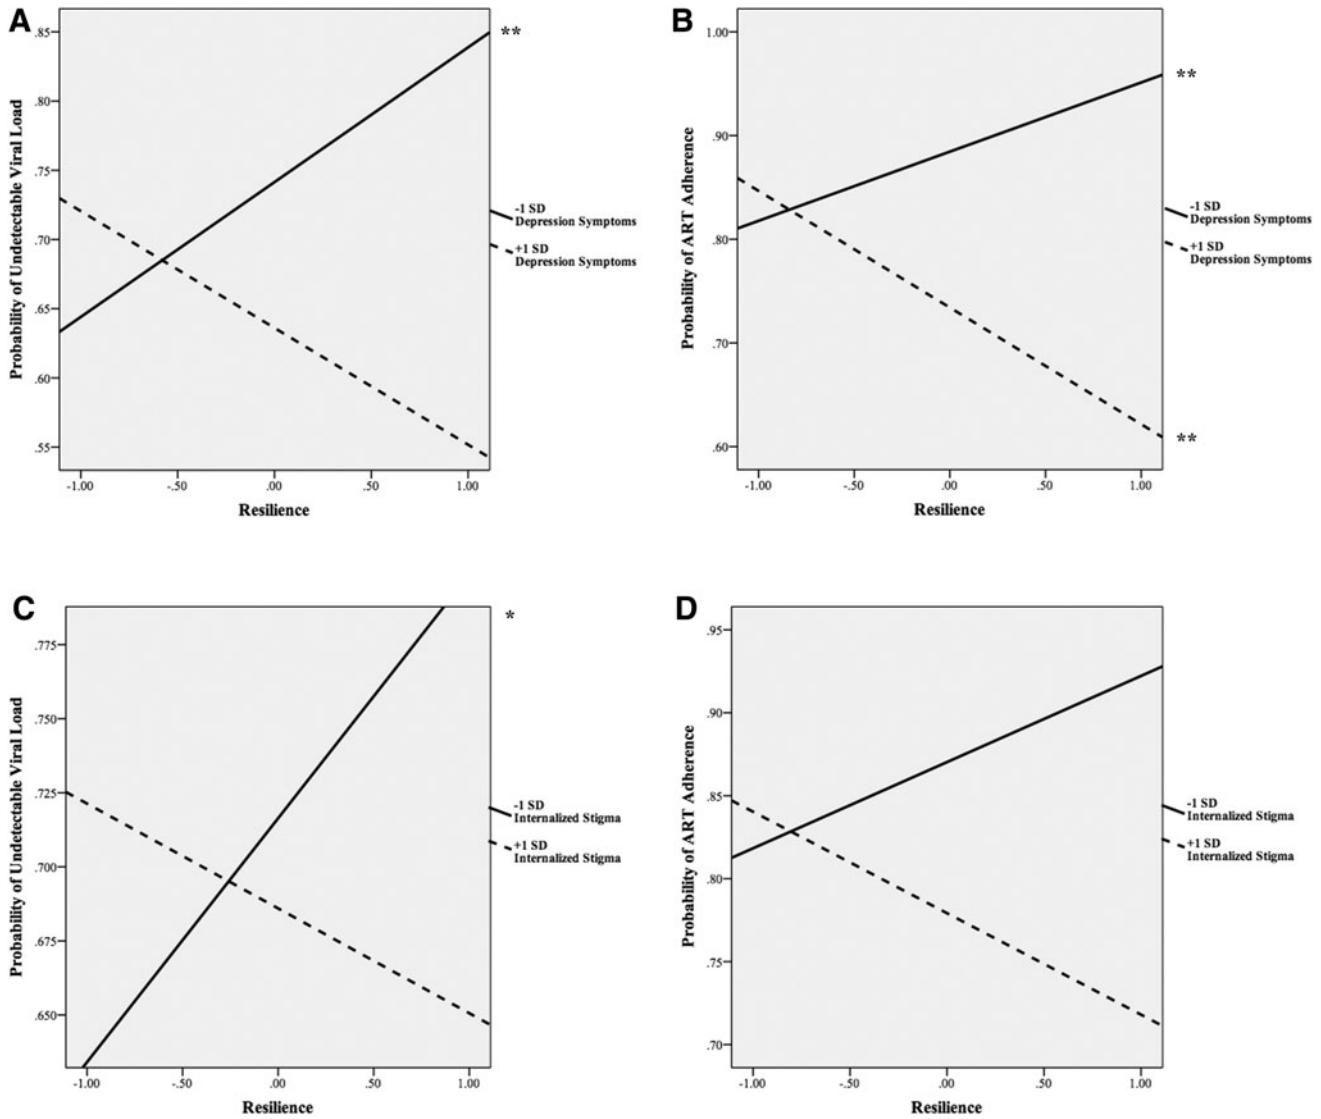 A
.85
.80
.75
.70
.65
.60
.55
Probability of Undetectable Viral Load
-1.00
-.50
.00
.50
1.00
Resilience
**
-1 SD
Depression Symptoms
+1 SD
Depression Symptoms
B
1.00
.90
.80
.70
.60
Probability of ART Adherence
-1.00
-.50
.00
.50
1.00
Resilience
**
-1 SD
Depression Symptoms
+1 SD
Depression Symptoms
**
C
.775
.750
.725
.700
.675
.650
Probability of Undetectable Viral Load
-1.00
-.50
.00
.50
1.00
Resilience
*
-1 SD
Internalized Stigma
+1 SD
Internalized Stigma
D
.95
.90
.85
.80
.75
.70
Probability of ART Adherence
-1.00
-.50
.00
.50
1.00
Resilience
-1 SD
Internalized Stigma
+1 SD
Internalized Stigma